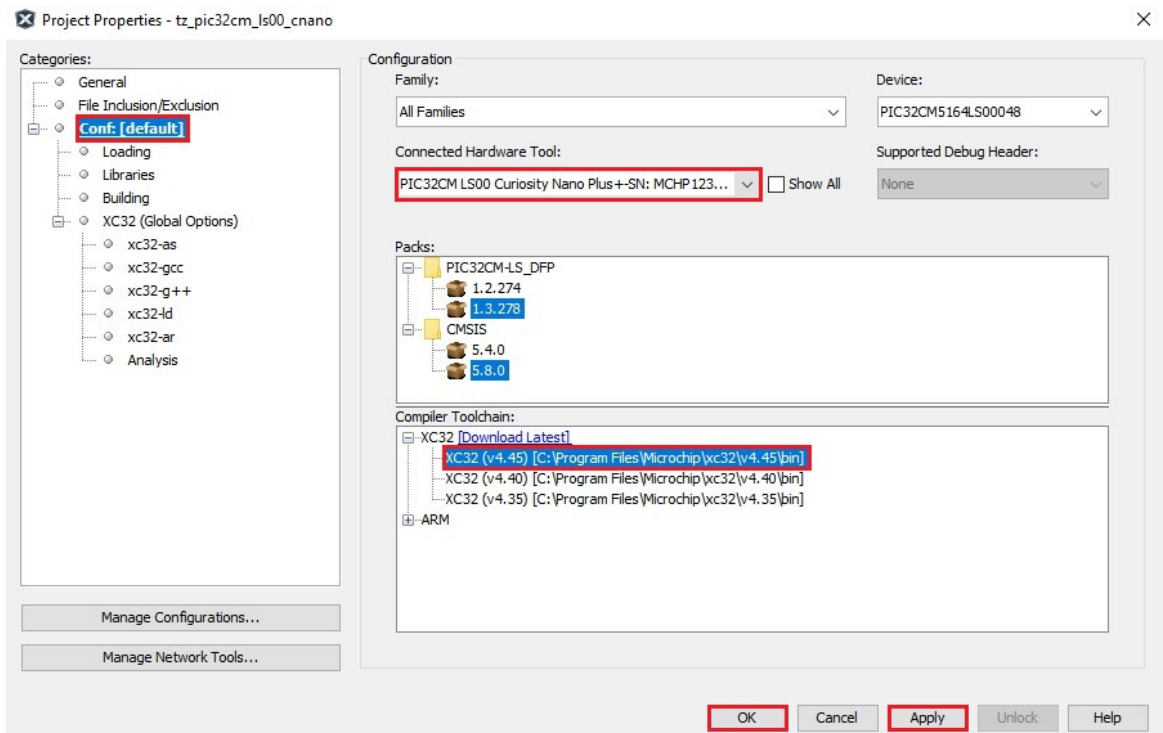 Project Properties - tz_pic32cm_ls00_cnano
Categories:
General
File Inclusion/Exclusion
Conf: [default]
Loading
Libraries
Building
XC32 (Global Options)
xc32-as
xc32-gcc
xc32-g++
xc32-ld
xc32-ar
Analysis
Manage Configurations...
Manage Network Tools...
Configuration
Family:
All Families
Device:
PIC32CM5164LS00048
Connected Hardware Tool:
PIC32CM LS00 Curiosity Nano Plus+-SN: MCHP123...
Show All
Supported Debug Header:
None
Packs:
PIC32CM-LS_DFP
1.2.274
1.3.278
CMSIS
5.4.0
5.8.0
Compiler Toolchain:
XC32 [Download Latest]
XC32 (v4.45) [C:\Program Files\Microchip\xc32\v4.45\bin]
XC32 (v4.40) [C:\Program Files\Microchip\xc32\v4.40\bin]
XC32 (v4.35) [C:\Program Files\Microchip\xc32\v4.35\bin]
ARM
OK Cancel Apply Unlock Help